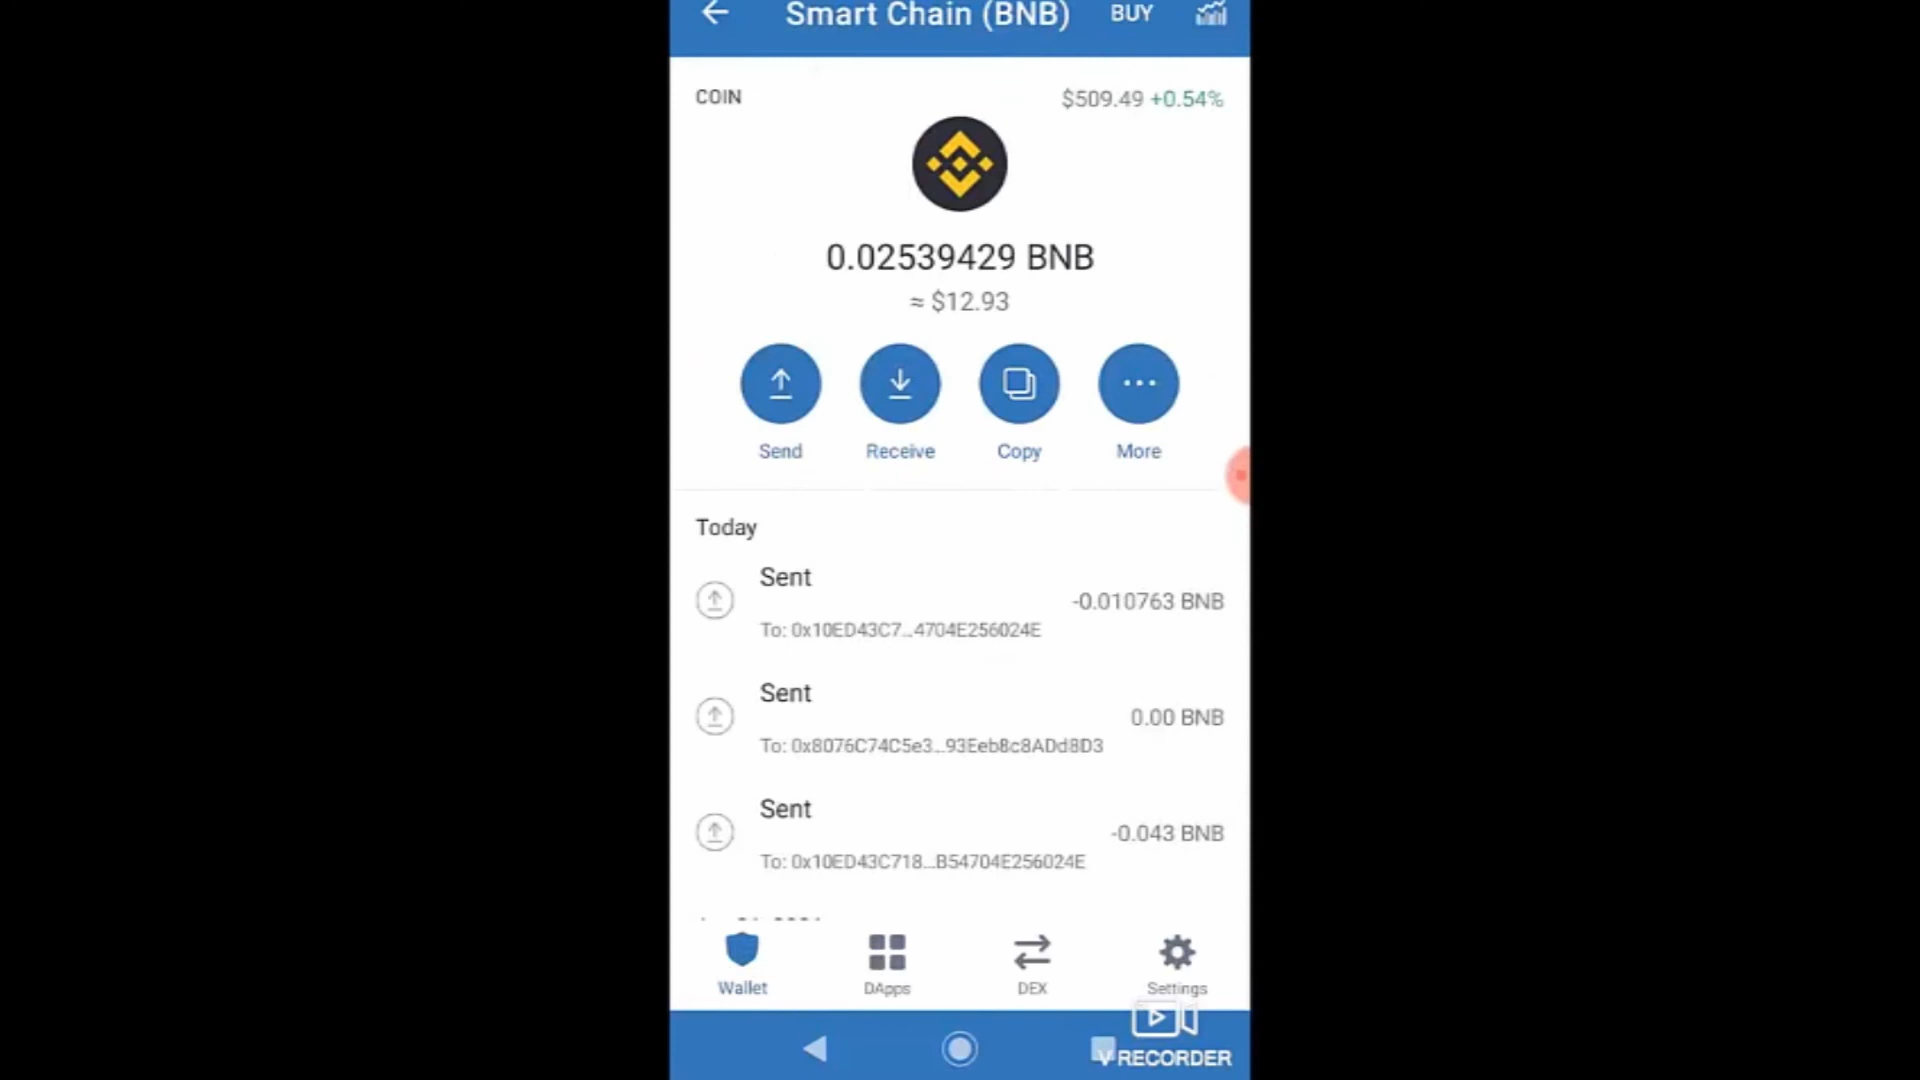 Smart Chain (BNB) BUY
COIN $509.49 +0.54%
0.02539429 BNB
≈ $12.93
Send Receive Copy More
Today
Sent
-0.010763 BNB
To: 0x10ED43C7...4704E256024E
Sent
0.00 BNB
To: 0x8076C74C5e3...93Eeb8c8ADd8D3
Sent
-0.043 BNB
To: 0x10ED43C718...B54704E256024E
Wallet DApps DEX Settings
V RECORDER